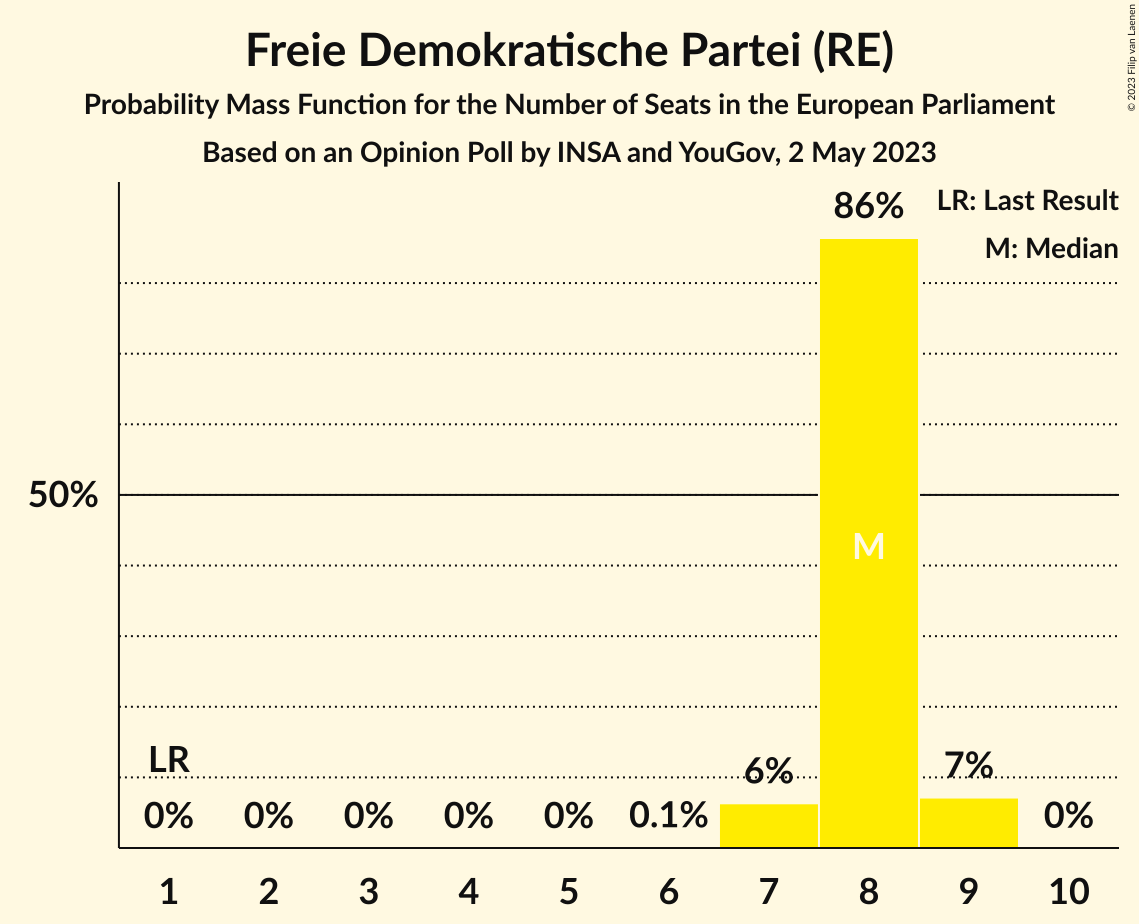 © 2023 Filip van Laenen
Freie Demokratische Partei (RE)
Probability Mass Function for the Number of Seats in the European Parliament
Based on an Opinion Poll by INSA and YouGov, 2 May 2023
LR: Last Result
M: Median
86%
50%
M
LR
6%
7%
0% 0% 0% 0% 0% 0.1% 0%
1 2 3 4 5 6 7 8 9 10